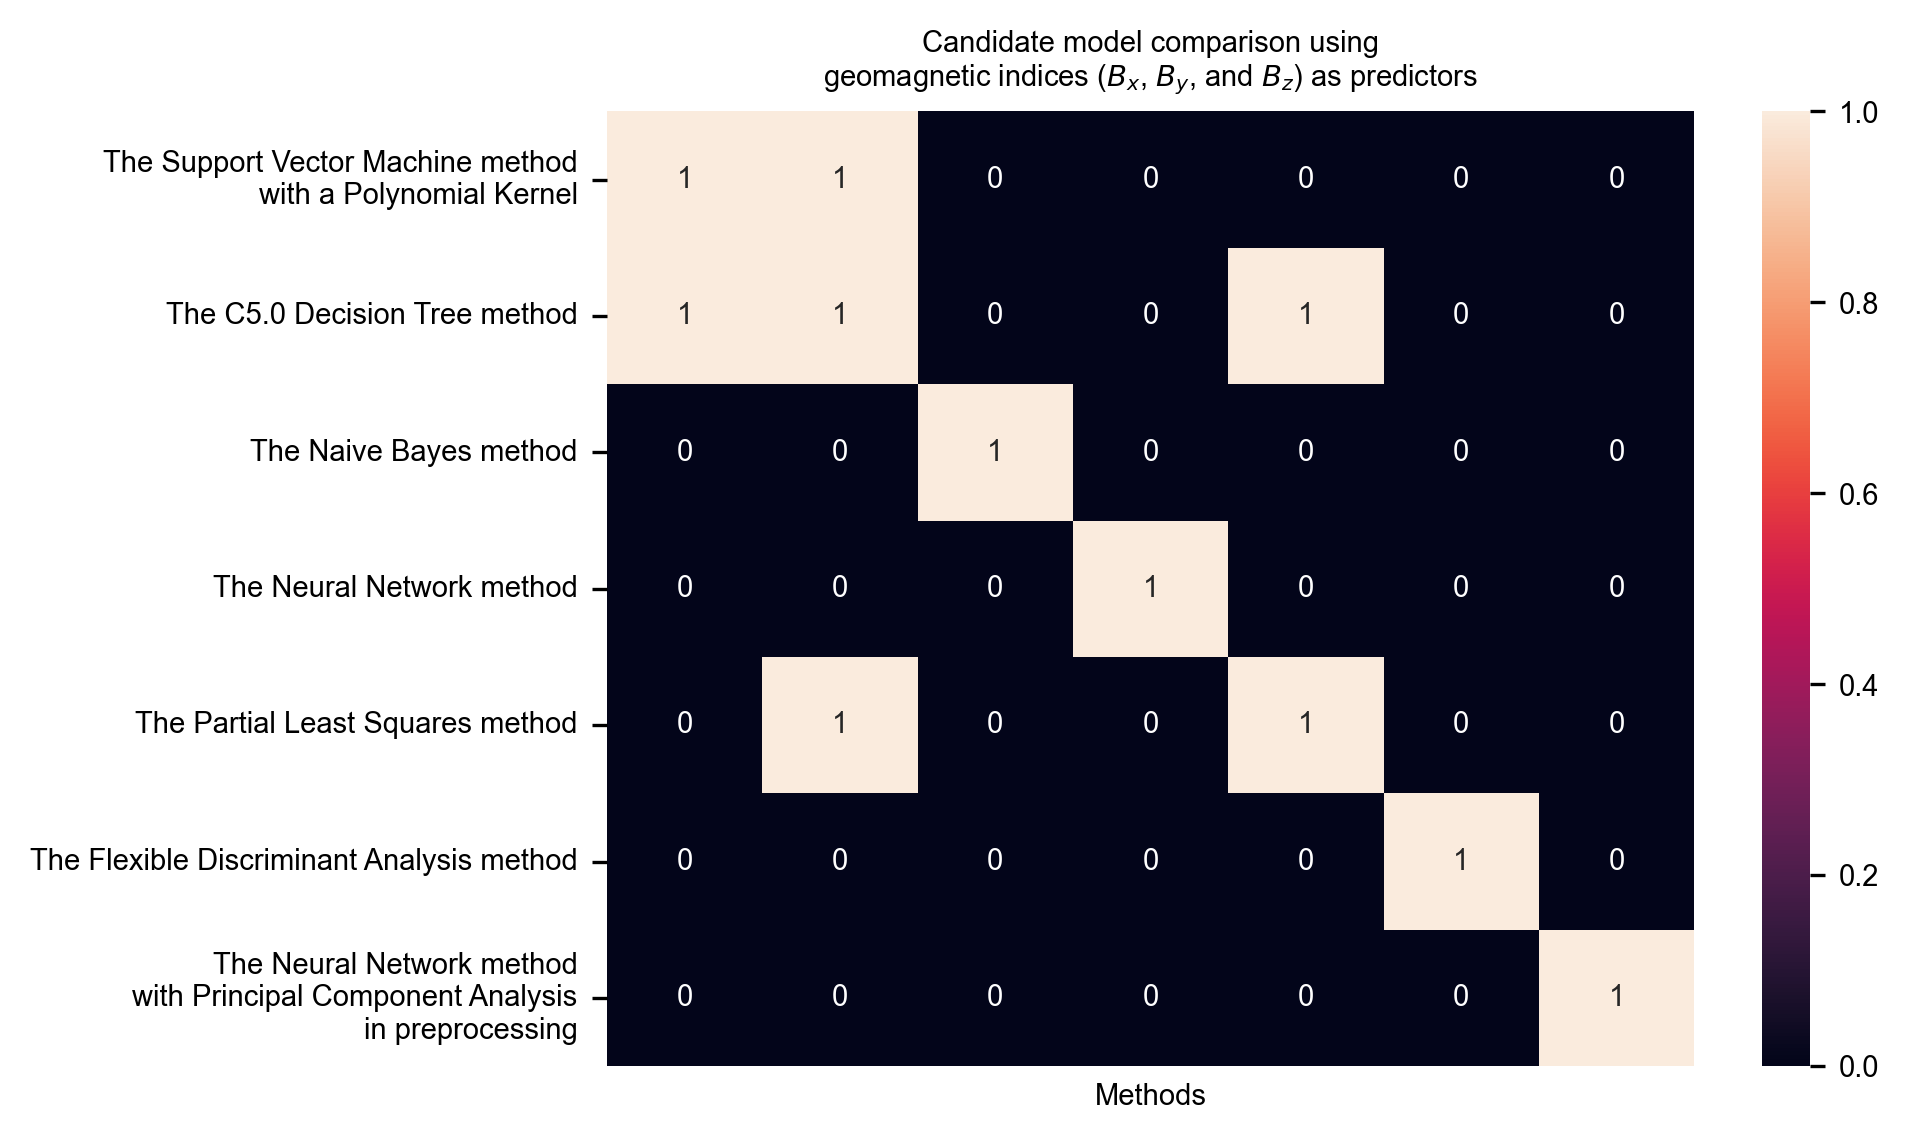 Candidate model comparison using
geomagnetic indices (Bx, By, and Bz) as predictors
The Support Vector Machine method
with a Polynomial Kernel
1 1 0 0 0 0 0
The C5.0 Decision Tree method
1 1 0 0 1 0 0
The Naive Bayes method
0 0 1 0 0 0 0
The Neural Network method
0 0 0 1 0 0 0
The Partial Least Squares method
0 1 0 0 1 0 0
The Flexible Discriminant Analysis method
0 0 0 0 0 1 0
The Neural Network method
with Principal Component Analysis
in preprocessing
0 0 0 0 0 0 1
Methods
1.0
0.8
0.6
0.4
0.2
0.0